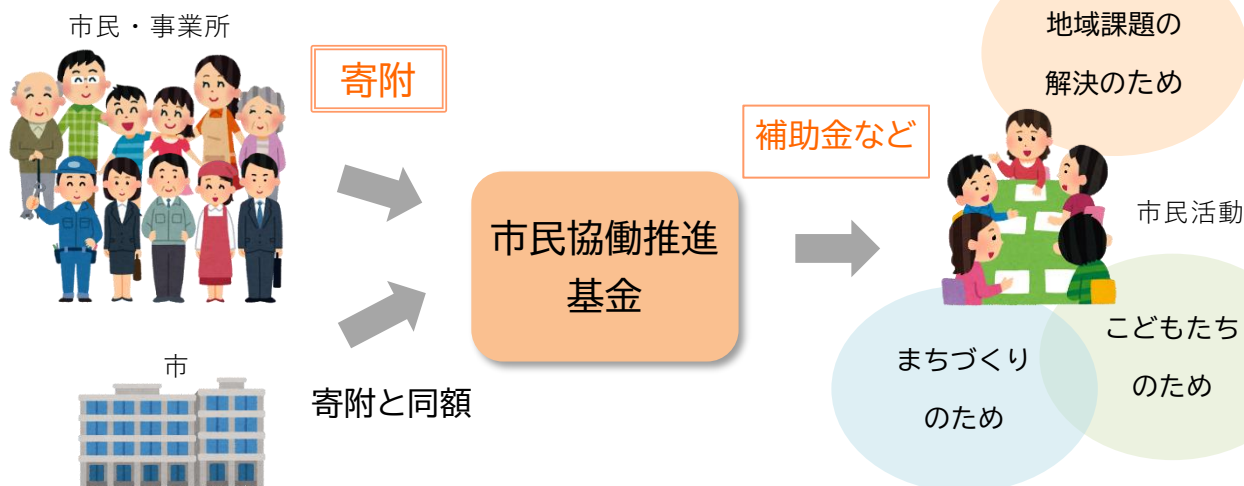 市民・事業所
寄附
市
寄附と同額
市民協働推進
基金
補助金など
地域課題の
解決のため
市民活動
まちづくり
のため
こどもたち
のため